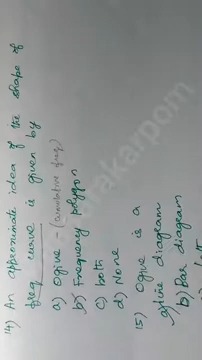 14) An approximate idea of the shape of
freq curve is given by
a) Ogive - (cumulative freq)
b) Frequency polygon
c) both
d) None
15) Ogive is a
a) line diagram
b) Bar diagram